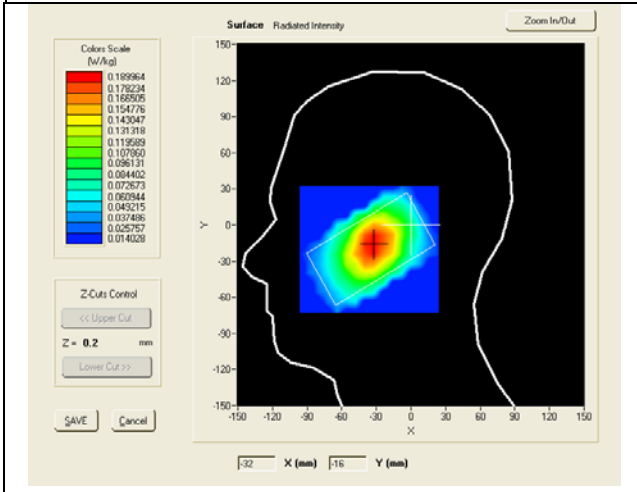 Surface Radiated Intensity
Zoom In/Out
Colors Scale
(W/kg)
0.189964
0.178234
0.166505
0.154776
0.143047
0.131318
0.119589
0.107860
0.096131
0.084402
0.072673
0.060944
0.049215
0.037486
0.025757
0.014028
Z-Cuts Control
<< Upper Cut
Z = 0.2 mm
Lower Cut >>
SAVE Cancel
150
120
90
60
30
0
-30
-60
-90
-120
-150
Y
-150 -120 -90 -60 -30 0 30 60 90 120 150
X
-32 X (mm) -16 Y (mm)